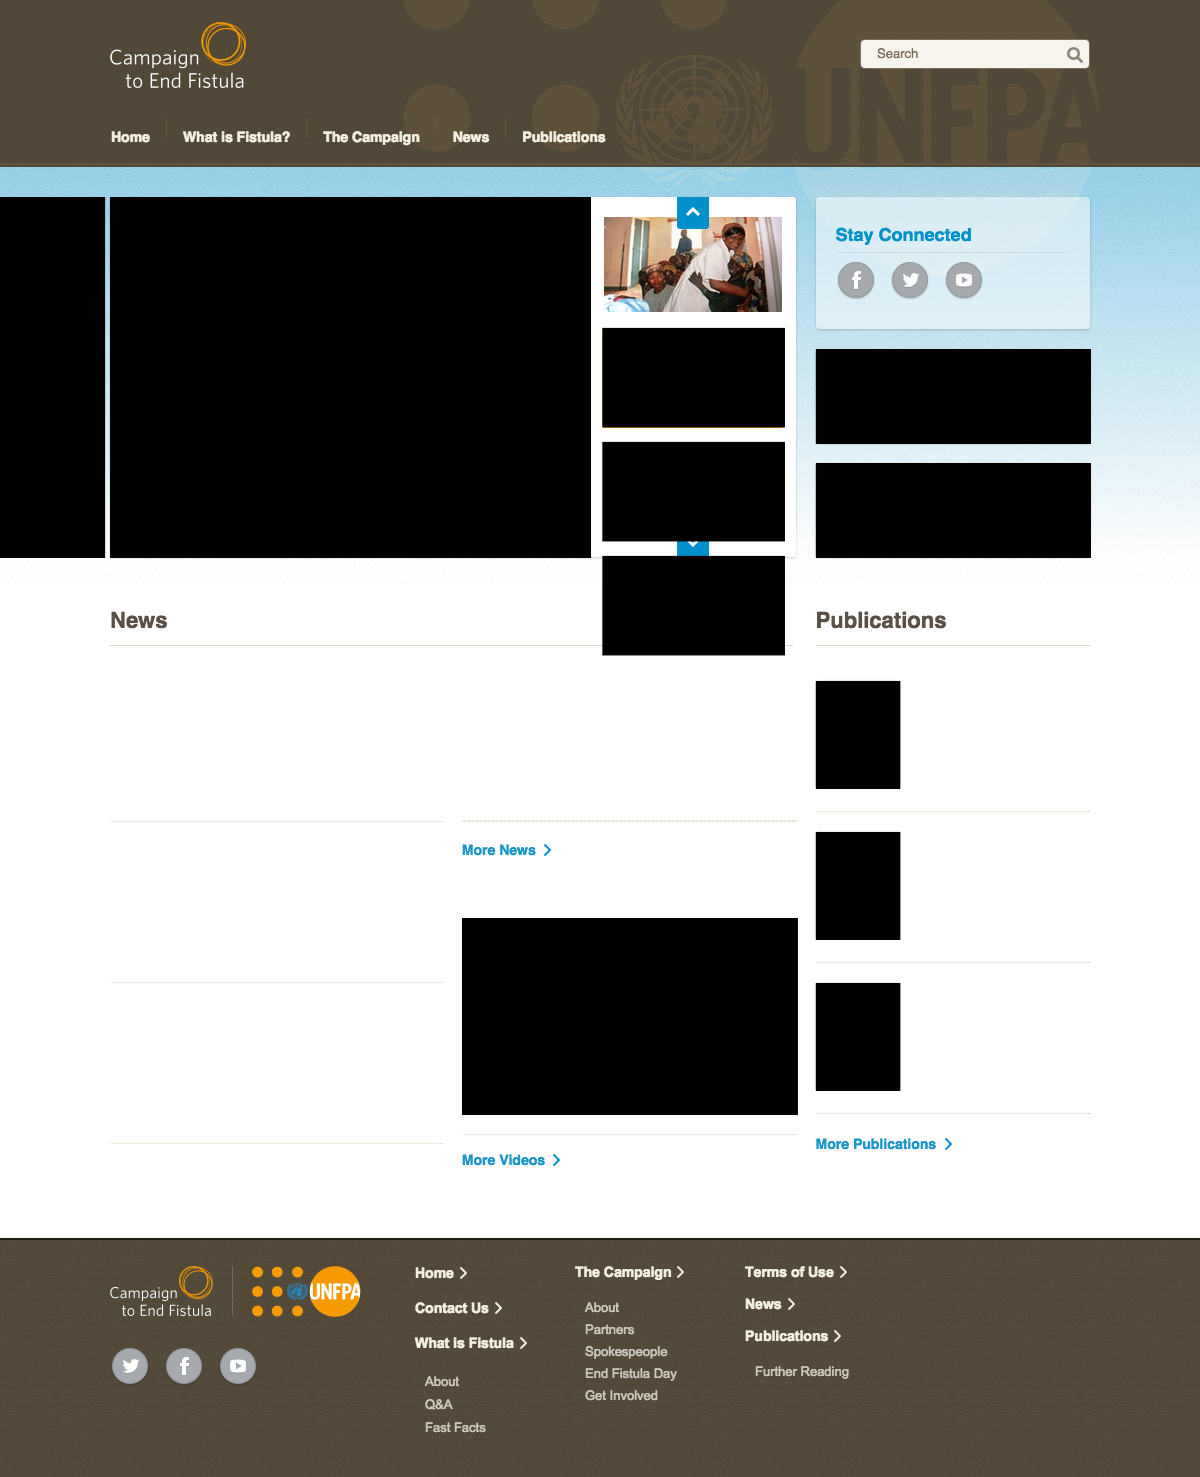 Campaign
to End Fistula
Search
UNFPA
Home
What is Fistula?
The Campaign
News
Publications
Stay Connected
News
Publications
More News
More Videos
More Publications
Campaign
to End Fistula
UNFPA
Home
Contact Us
What is Fistula
About
Q&A
Fast Facts
The Campaign
About
Partners
Spokespeople
End Fistula Day
Get Involved
Terms of Use
News
Publications
Further Reading